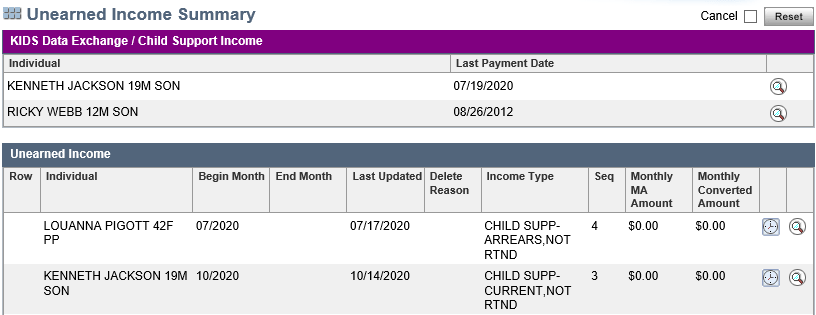 Unearned Income Summary
Cancel Reset
KIDS Data Exchange / Child Support Income
Individual Last Payment Date
KENNETH JACKSON 19M SON 07/19/2020
RICKY WEBB 12M SON 08/26/2012
Unearned Income
Row Individual Begin Month End Month Last Updated Delete Reason Income Type Seq Monthly MA Amount Monthly Converted Amount
LOUANNA PIGOTT 42F PP 07/2020 07/17/2020 CHILD SUPP-ARREARS,NOT RTND 4 $0.00 $0.00
KENNETH JACKSON 19M SON 10/2020 10/14/2020 CHILD SUPP-CURRENT,NOT RTND 3 $0.00 $0.00